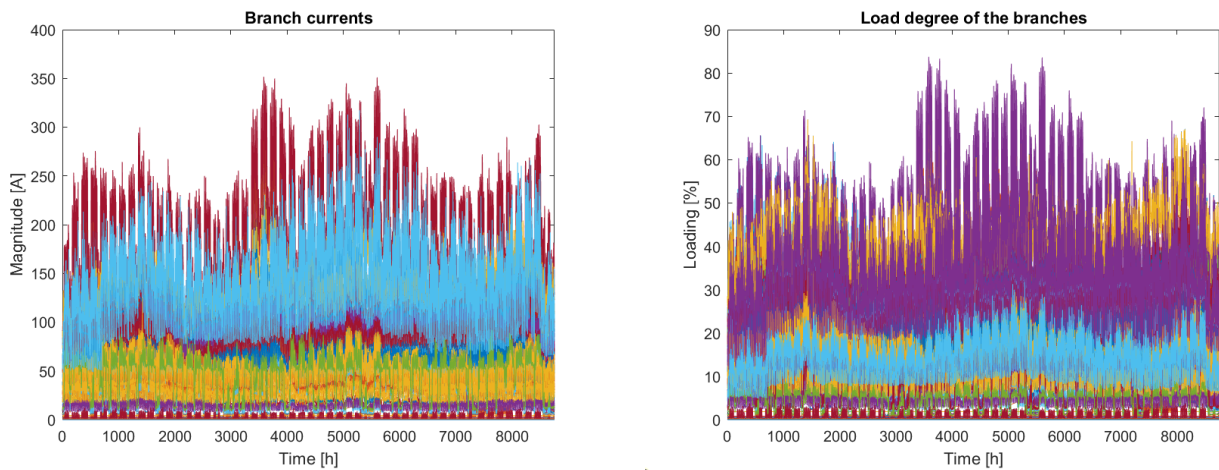 Branch currents
Magnitude [A]
400
350
300
250
200
150
100
50
0
0 1000 2000 3000 4000 5000 6000 7000 8000
Time [h]
Load degree of the branches
Loading [%]
90
80
70
60
50
40
30
20
10
0
0 1000 2000 3000 4000 5000 6000 7000 8000
Time [h]